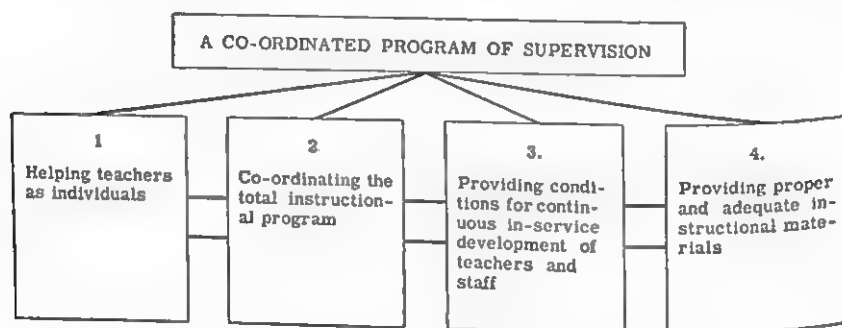 A CO-ORDINATED PROGRAM OF SUPERVISION
1
Helping teachers
as individuals
2
Co-ordinating the
total instruction-
al program
3.
Providing condi-
tions for contin-
uous in-service
development of
teachers and
staff
4.
Providing proper
and adequate in-
structional mate-
rials